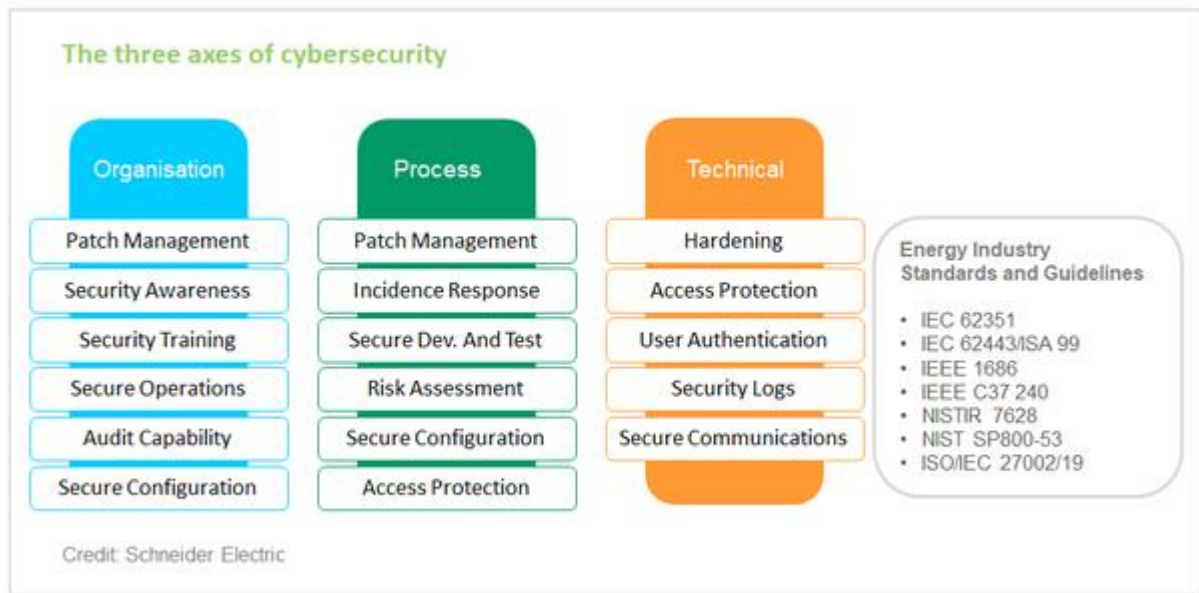 The three axes of cybersecurity
Organisation
Patch Management
Security Awareness
Security Training
Secure Operations
Audit Capability
Secure Configuration
Process
Patch Management
Incidence Response
Secure Dev. And Test
Risk Assessment
Secure Configuration
Access Protection
Technical
Hardening
Access Protection
User Authentication
Security Logs
Secure Communications
Energy Industry
Standards and Guidelines
• IEC 62351
• IEC 62443/ISA 99
• IEEE 1686
• IEEE C37 240
• NISTIR 7628
• NIST SP800-53
• ISO/IEC 27002/19
Credit: Schneider Electric